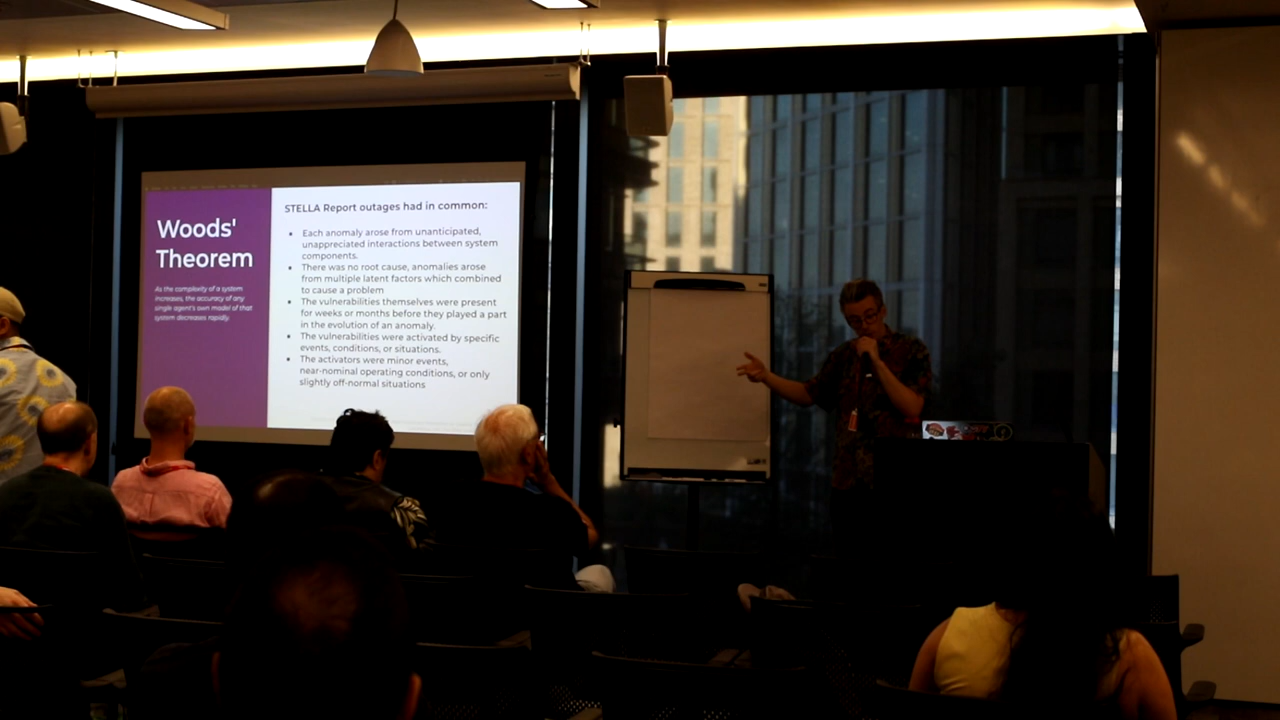 Woods'
Theorem
As the complexity of a system
increases, the accuracy of any
single agent's own model of that
system decreases rapidly.
STELLA Report outages had in common:
• Each anomaly arose from unanticipated,
unappreciated interactions between system
components.
• There was no root cause, anomalies arose
from multiple latent factors which combined
to cause a problem
• The vulnerabilities themselves were present
for weeks or months before they played a part
in the evolution of an anomaly.
• The vulnerabilities were activated by specific
events, conditions, or situations.
• The activators were minor events,
near-nominal operating conditions, or only
slightly off-normal situations